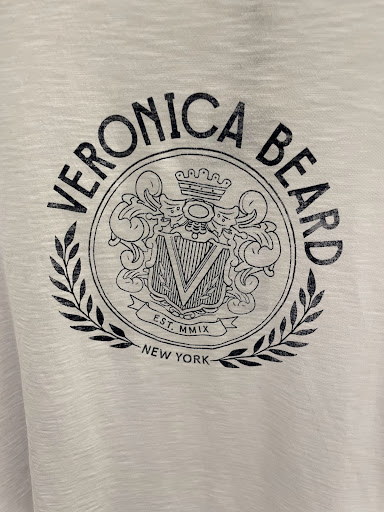 VERONICA BEARD
V
EST. MMIX
NEW YORK